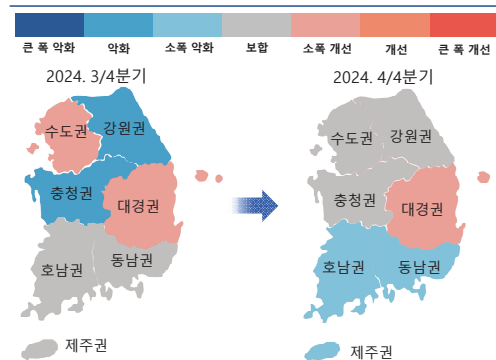 큰 폭 악화 악화 소폭 악화 보합 소폭 개선 개선 큰 폭 개선
2024. 3/4분기 2024. 4/4분기
수도권 강원권 수도권 강원권
충청권 대경권 충청권 대경권
호남권 동남권 호남권 동남권
제주권 제주권